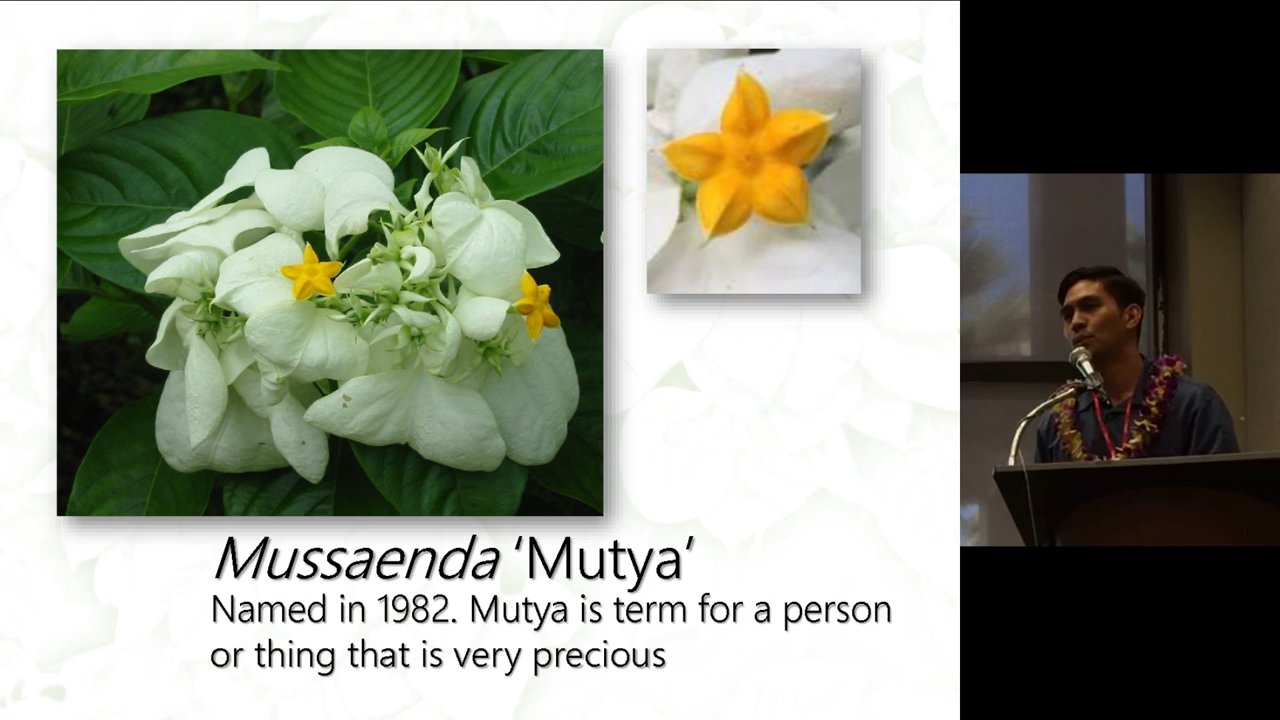 Mussaenda ‘Mutya’
Named in 1982. Mutya is term for a person
or thing that is very precious